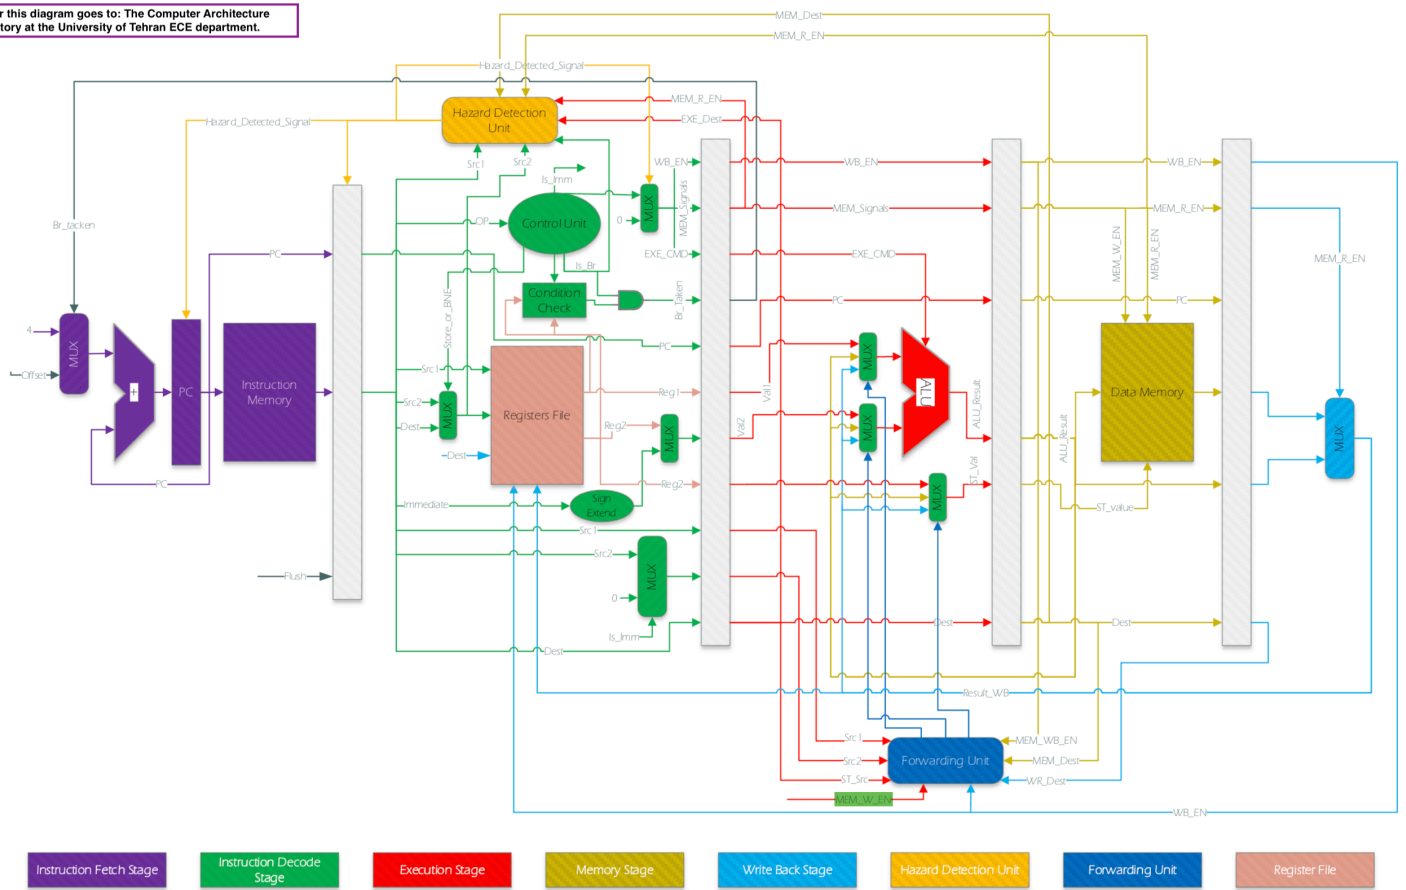 r this diagram goes to: The Computer Architecture
tory at the University of Tehran ECE department.
MEM_Dest
MEM_R_EN
Hazard_Detected_Signal
Hazard Detection
Unit
MEM_R_EN
EXE_Dest
Hazard_Detected_Signal
Src1
Src2
Is_Imm
WB_EN
WB_EN
WB_EN
MEM_Signals
MUX
0
OP
Control Unit
MEM_Signals
MEM_R_EN
Br_tacken
PC
Is_Br
EXE_CMD
EXE_CMD
MEM_W_EN
MEM_R_EN
MEM_R_EN
Condition
Check
Br_Taken
Store_or_BNE
PC
PC
4
MUX
Offset
+
PC
Instruction
Memory
PC
Src1
Src2
Dest
MUX
Registers File
Reg1
Reg2
MUX
Val1
Val2
MUX
MUX
ALU
ALU_Result
ALU_Result
Data Memory
MUX
Dest
PC
Reg2
ST_Val
MUX
Immediate
Sign
Extend
ST_value
Src1
Src2
MUX
0
Flush
Is_Imm
Dest
Dest
Dest
Result_WB
Src1
Src2
ST_Src
MEM_W_EN
Forwarding Unit
MEM_WB_EN
MEM_Dest
WR_Dest
WB_EN
Instruction Fetch Stage
Instruction Decode
Stage
Execution Stage
Memory Stage
Write Back Stage
Hazard Detection Unit
Forwarding Unit
Register File